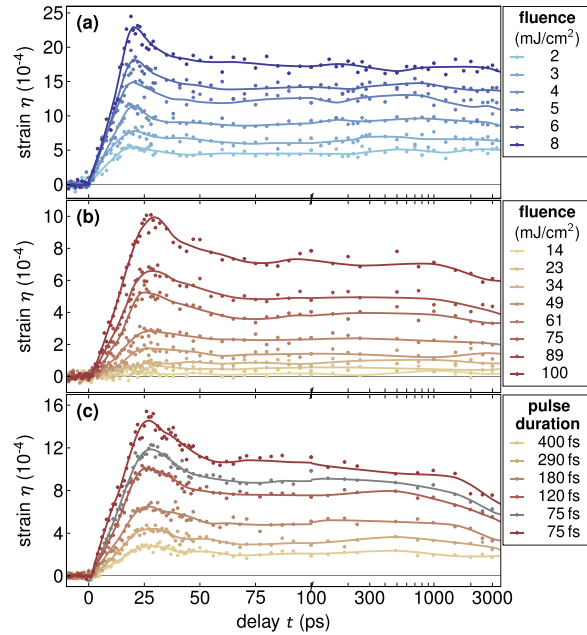 (a)
strain η (10⁻⁴)
25
20
15
10
5
0
fluence
(mJ/cm²)
2
3
4
5
6
8
(b)
strain η (10⁻⁴)
10
8
6
4
2
0
fluence
(mJ/cm²)
14
23
34
49
61
75
89
100
(c)
strain η (10⁻⁴)
16
12
8
4
0
pulse
duration
400 fs
290 fs
180 fs
120 fs
75 fs
75 fs
0 25 50 75 100 300 1000 3000
delay t (ps)